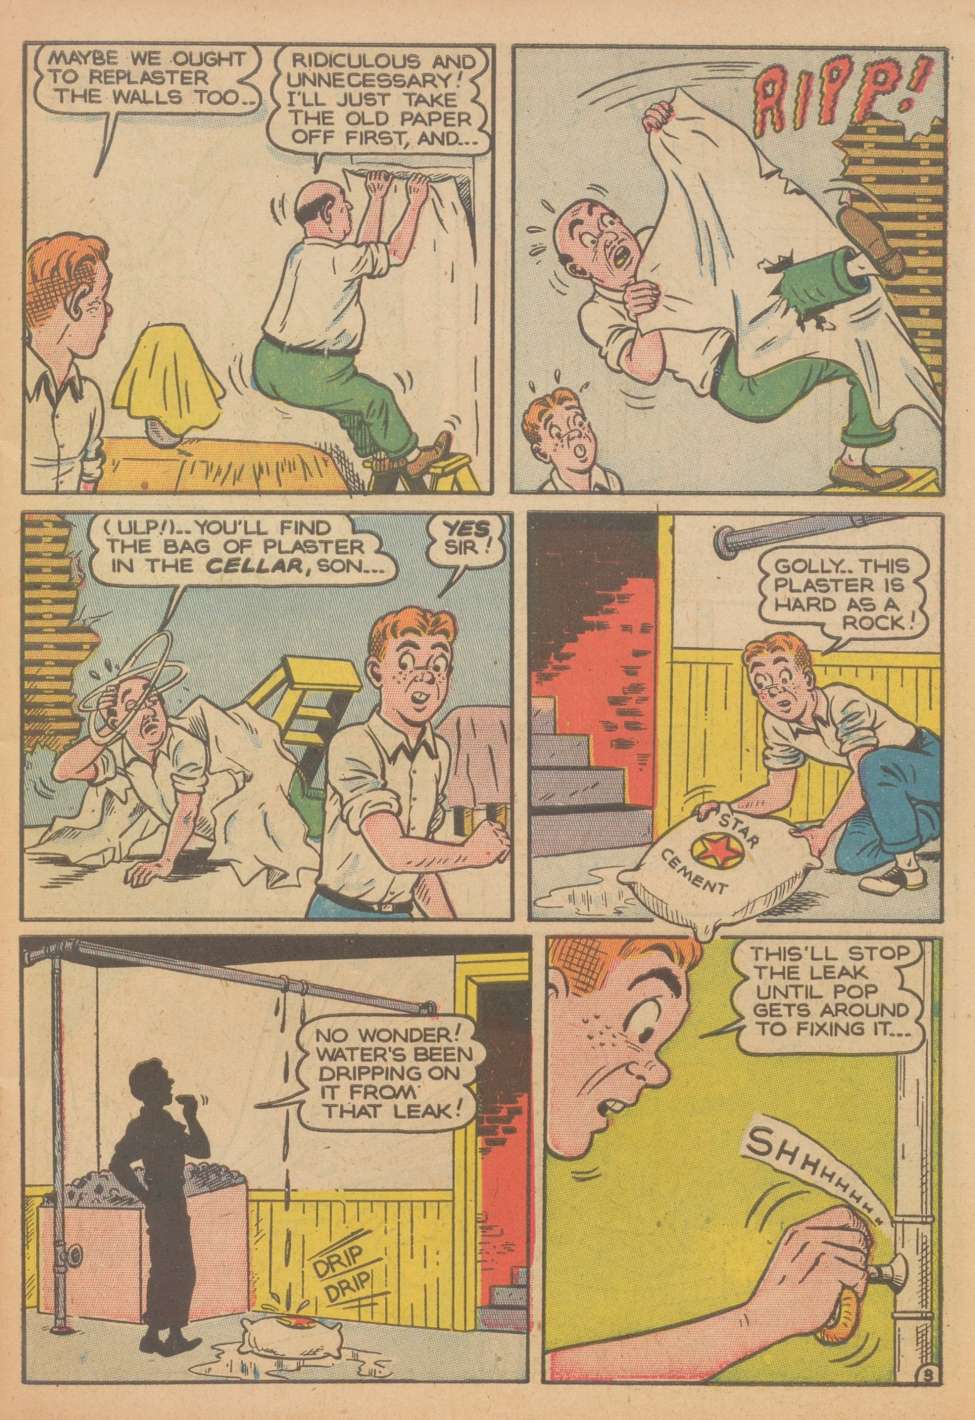 MAYBE WE OUGHT
TO REPLASTER
THE WALLS TOO..
RIDICULOUS AND
UNNECESSARY!
I'LL JUST TAKE
THE OLD PAPER
OFF FIRST, AND...
RIPP!
(ULP!).. YOU'LL FIND
THE BAG OF PLASTER
IN THE CELLAR, SON...
YES,
SIR!
GOLLY.. THIS
PLASTER IS
HARD AS A
ROCK!
STAR
CEMENT
NO WONDER!
WATER'S BEEN
DRIPPING ON
IT FROM
THAT LEAK!
DRIP
DRIP
THIS'LL STOP
THE LEAK
UNTIL POP
GETS AROUND
TO FIXING IT...
SHHHHHHH